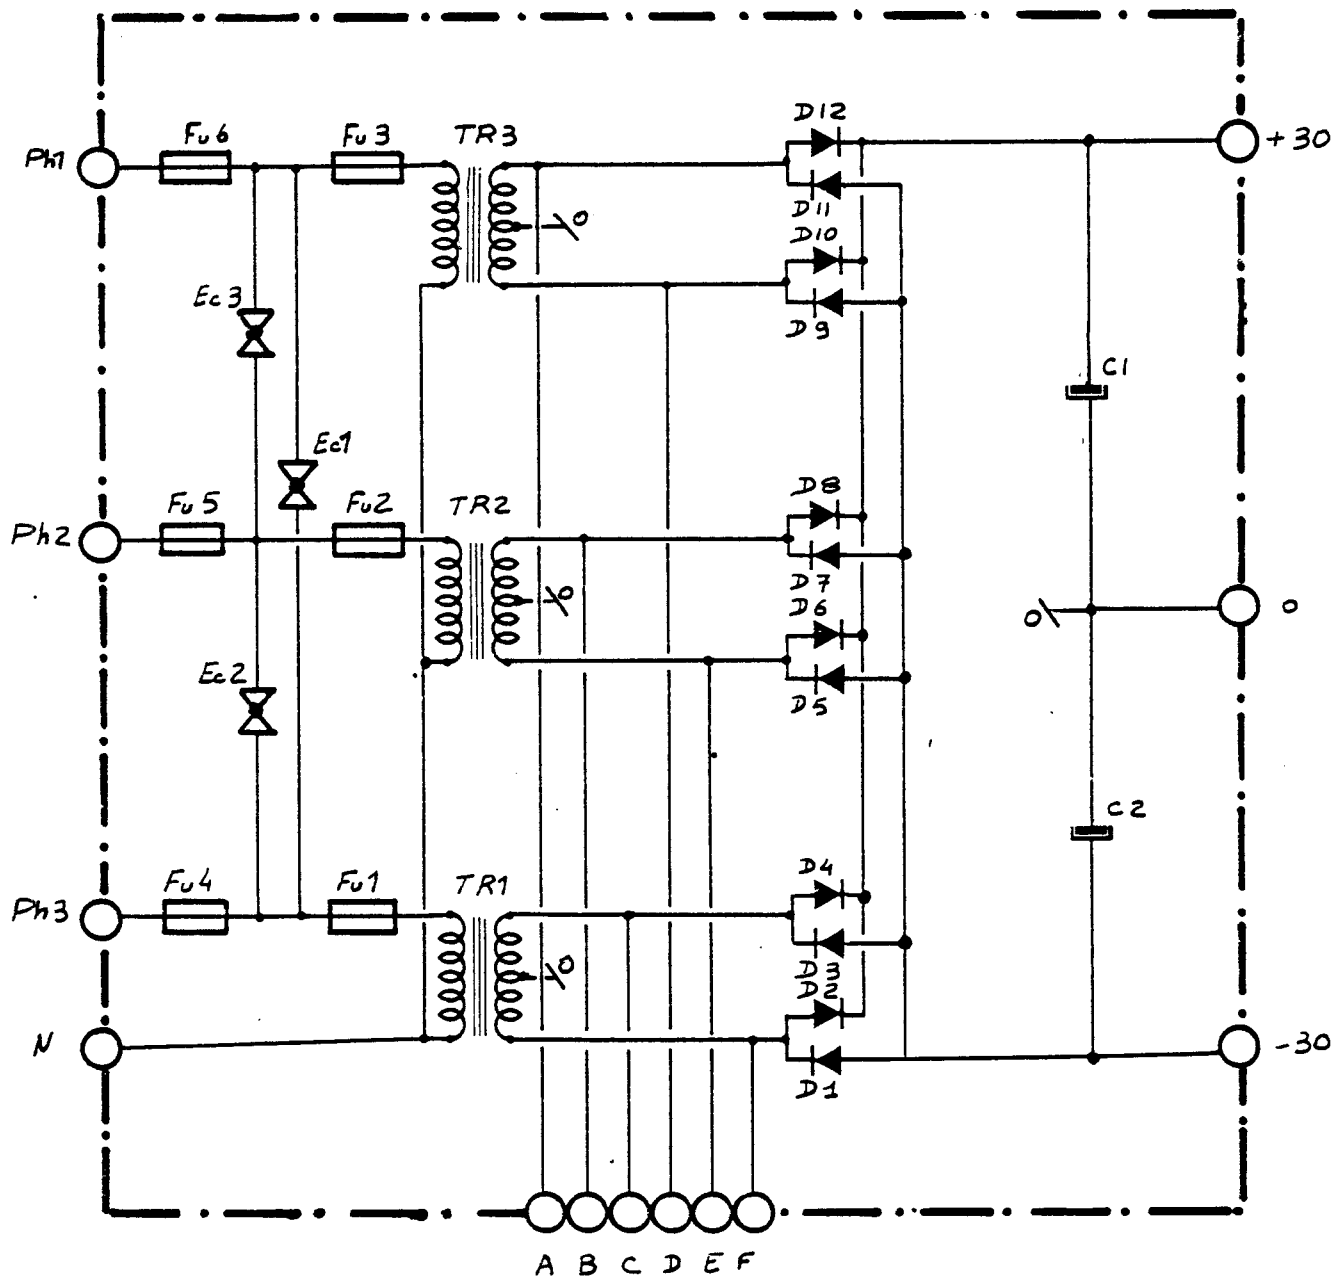 D12
Fu6 Fu3 TR3
Ph1
+30
D11
0
D10
Ec3
D9
C1
Ec1
D8
Fu5 Fu2 TR2
Ph2
D7
D6
0
0
0
Ec2
D5
C2
D4
Fu4 Fu1 TR1
Ph3
0
D3
D2
N
-30
D1
A B C D E F